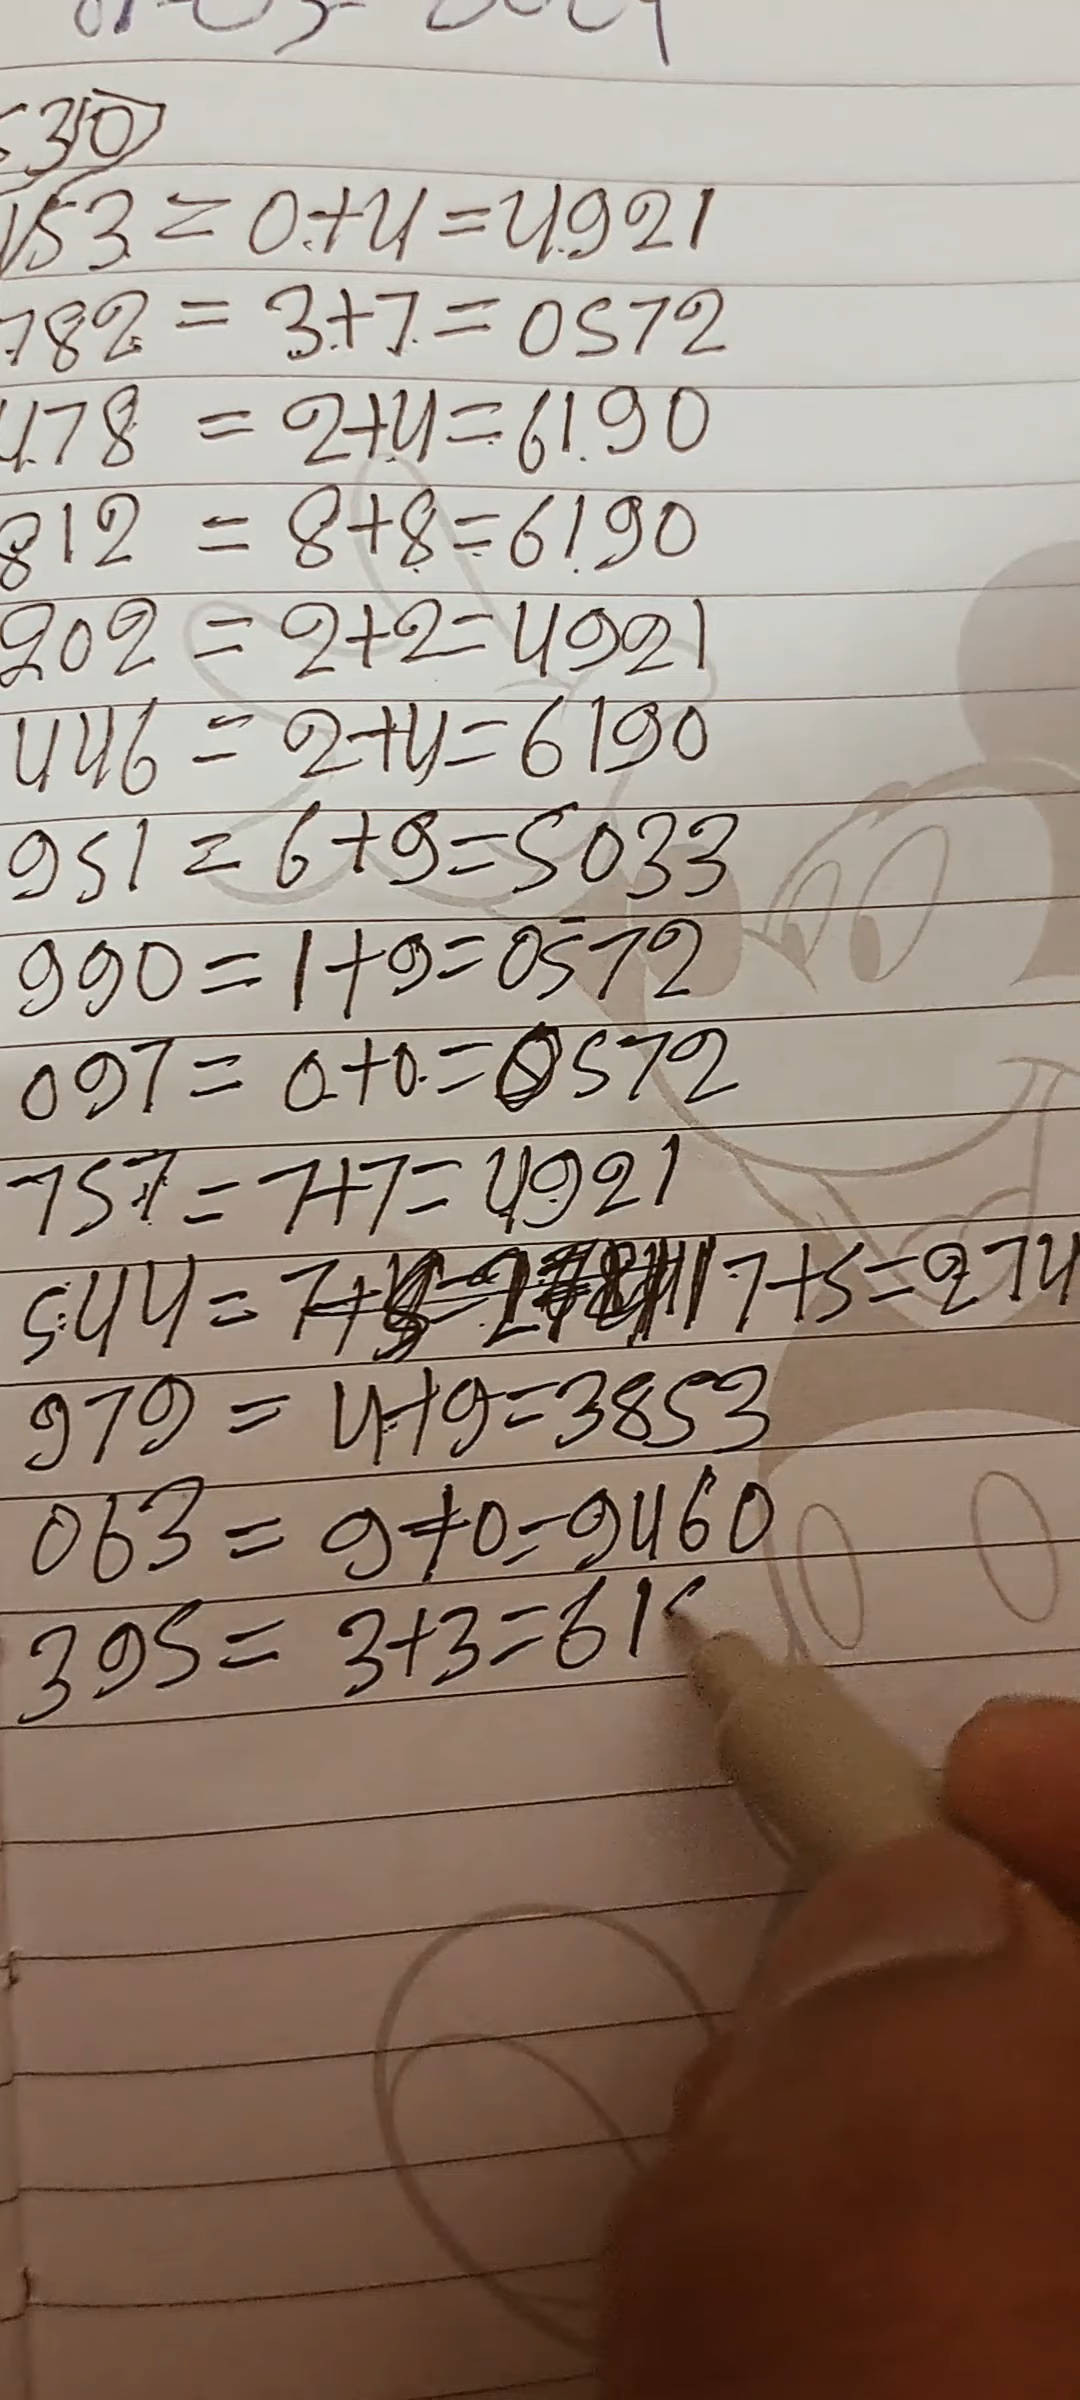 530
153 = 0+4 = 4921
782 = 3+7 = 0572
478 = 2+4 = 6190
812 = 8+8 = 6190
202 = 2+2 = 4921
446 = 2+4 = 6190
951 = 6+9 = 5033
990 = 1+9 = 0572
097 = 0+0 = 0572
757 = 7+7 = 4921
544 = 7+5 = 274
979 = 4+9 = 3853
063 = 9+0 = 9460
395 = 3+3 = 61